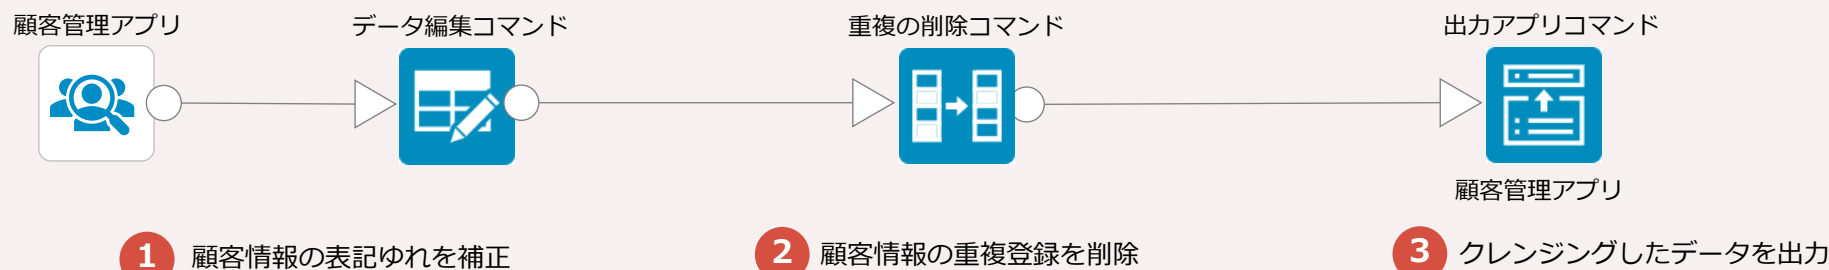 顧客管理アプリ
データ編集コマンド
重複の削除コマンド
出力アプリコマンド
顧客管理アプリ
1 顧客情報の表記ゆれを補正
2 顧客情報の重複登録を削除
3 クレンジングしたデータを出力